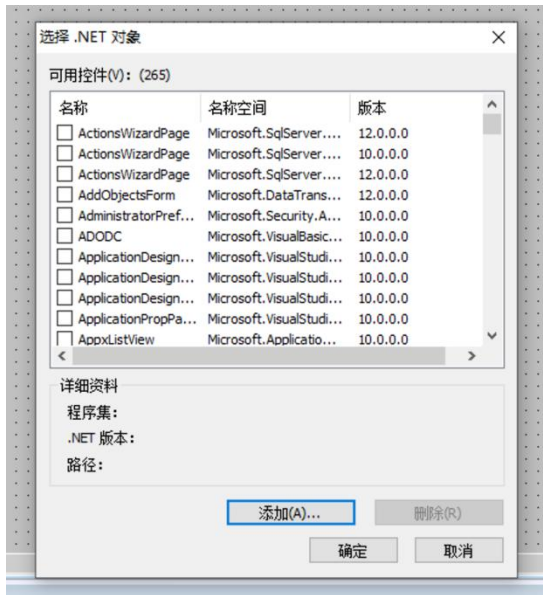 选择 .NET 对象
可用控件(V): (265)
名称 名称空间 版本
ActionsWizardPage Microsoft.SqlServer.... 12.0.0.0
ActionsWizardPage Microsoft.SqlServer.... 10.0.0.0
ActionsWizardPage Microsoft.SqlServer.... 12.0.0.0
AddObjectsForm Microsoft.DataTrans... 12.0.0.0
AdministratorPref... Microsoft.Security.A... 10.0.0.0
ADODC Microsoft.VisualBasic... 10.0.0.0
ApplicationDesign... Microsoft.VisualStudi... 10.0.0.0
ApplicationDesign... Microsoft.VisualStudi... 10.0.0.0
ApplicationDesign... Microsoft.VisualStudi... 10.0.0.0
ApplicationPropPa... Microsoft.VisualStudi... 10.0.0.0
AppxListView Microsoft.Applicatio... 10.0.0.0
详细资料
程序集:
.NET 版本:
路径:
添加(A)... 删除(R)
确定 取消